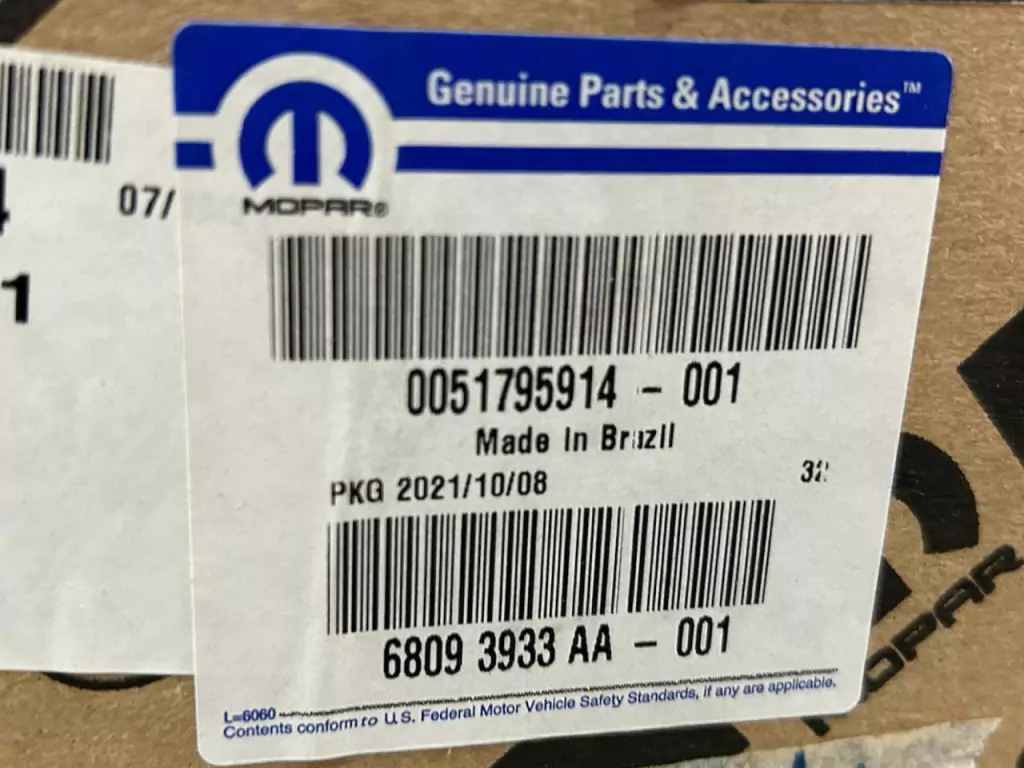 Genuine Parts & Accessories™
MOPAR®
07/
1
0051795914 - 001
Made In Brazil
PKG 2021/10/08
6809 3933 AA - 001
L=6060
Contents conform to U.S. Federal Motor Vehicle Safety Standards, if any are applicable.
MOPAR